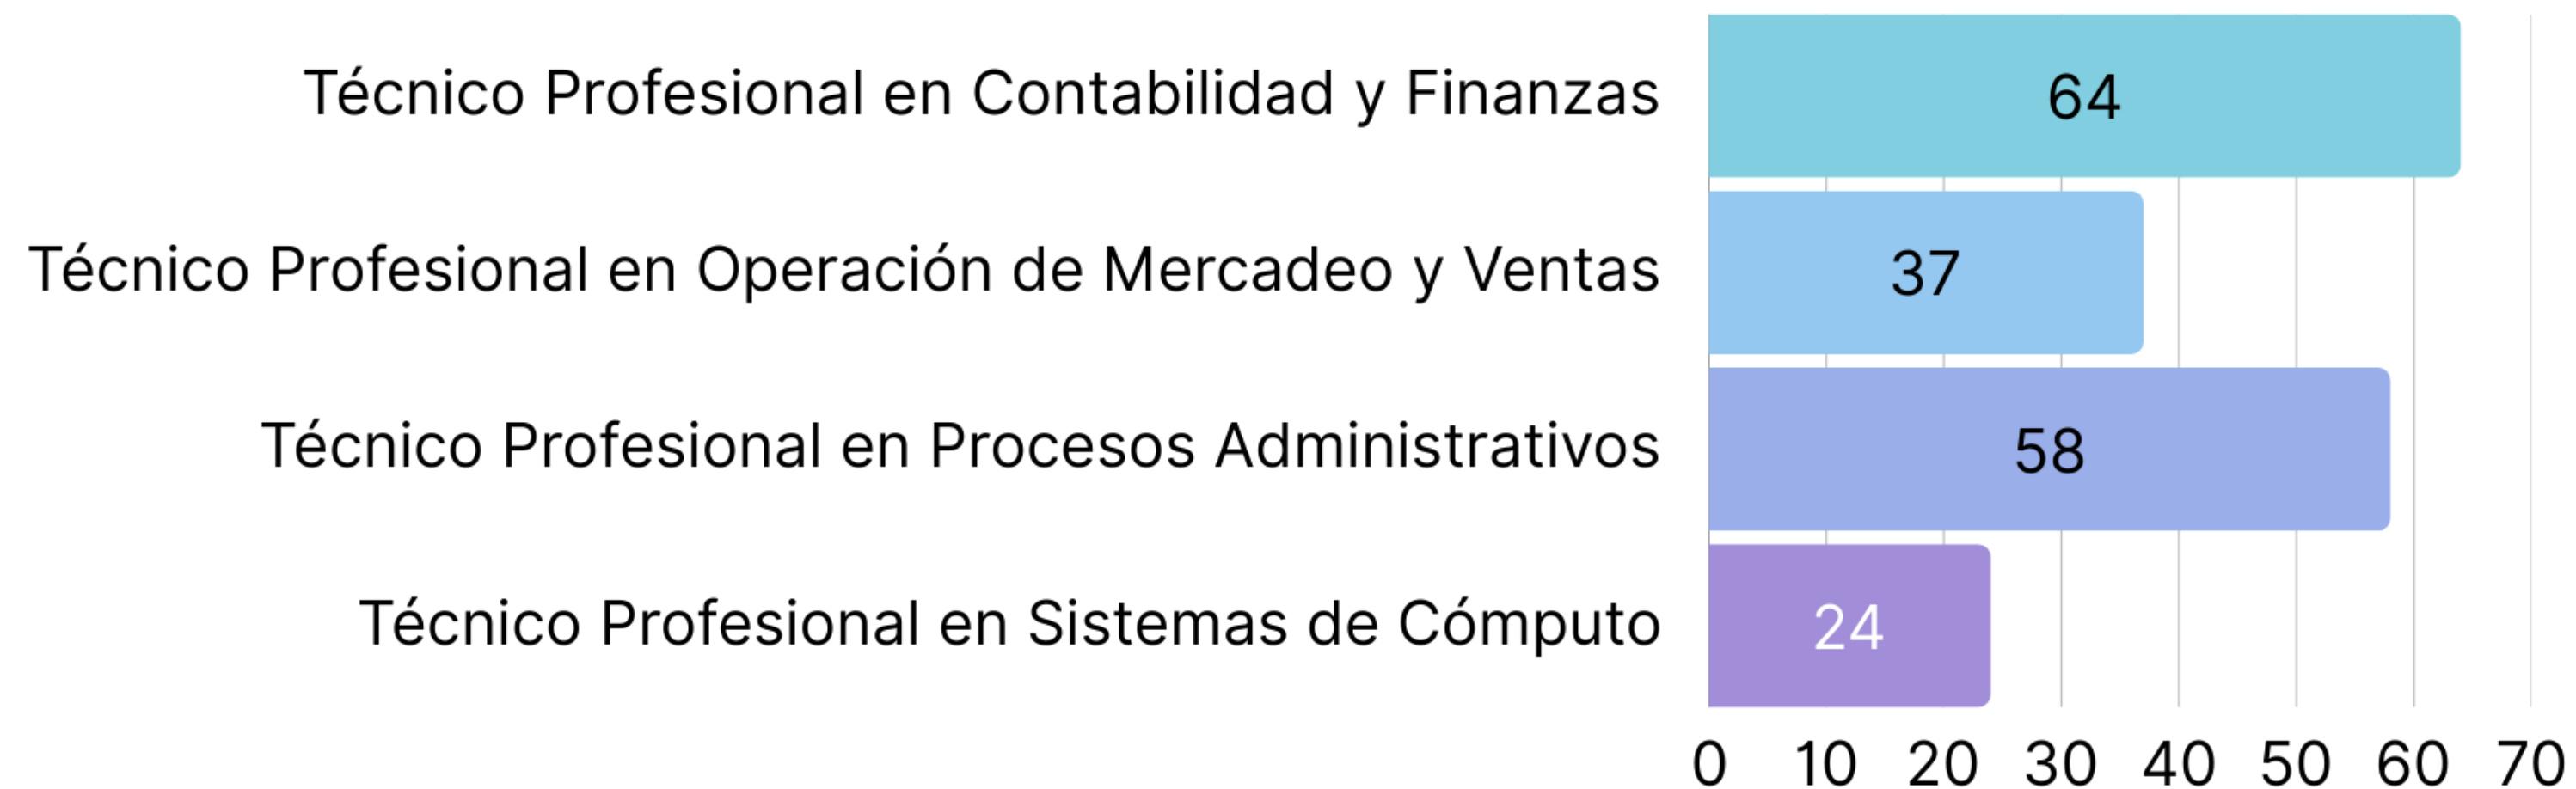 Técnico Profesional en Contabilidad y Finanzas 64
Técnico Profesional en Operación de Mercadeo y Ventas 37
Técnico Profesional en Procesos Administrativos 58
Técnico Profesional en Sistemas de Cómputo 24
0 10 20 30 40 50 60 70